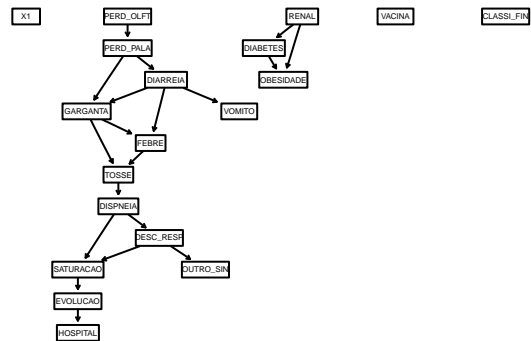 X1 PERD_OLFT RENAL VACINA CLASSI_FIN
PERD_PALA DIABETES
DIARREIA OBESIDADE
GARGANTA VOMITO
FEBRE
TOSSE
DISPNEIA
DESC_RESP
SATURACAO OUTRO_SIN
EVOLUCAO
HOSPITAL